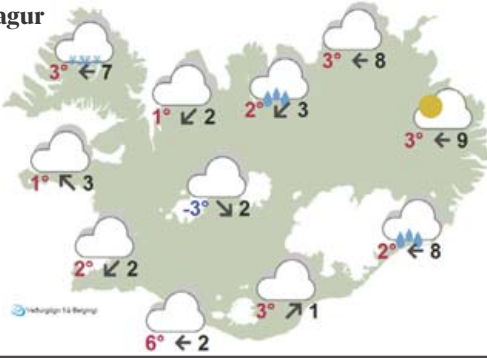 agur
3° ← 8
3° ← 7
1° ↙ 2
2° ↙ 3
3° ← 9
1° ↖ 3
-3° ↘ 2
2° ↙ 2
2° ← 8
3° ↗ 1
6° ← 2